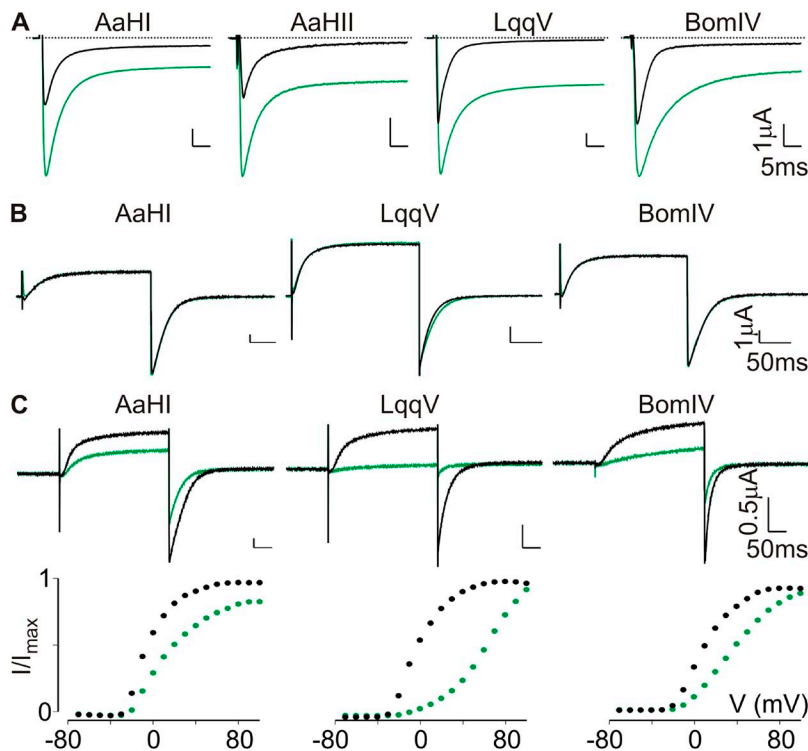 A AaHI AaHII LqqV BomIV
1µA
5ms
B AaHI LqqV BomIV
1µA
50ms
C AaHI LqqV BomIV
0.5µA
50ms
1
I/Imax
0
V (mV)
-80 0 80 -80 0 80 -80 0 80